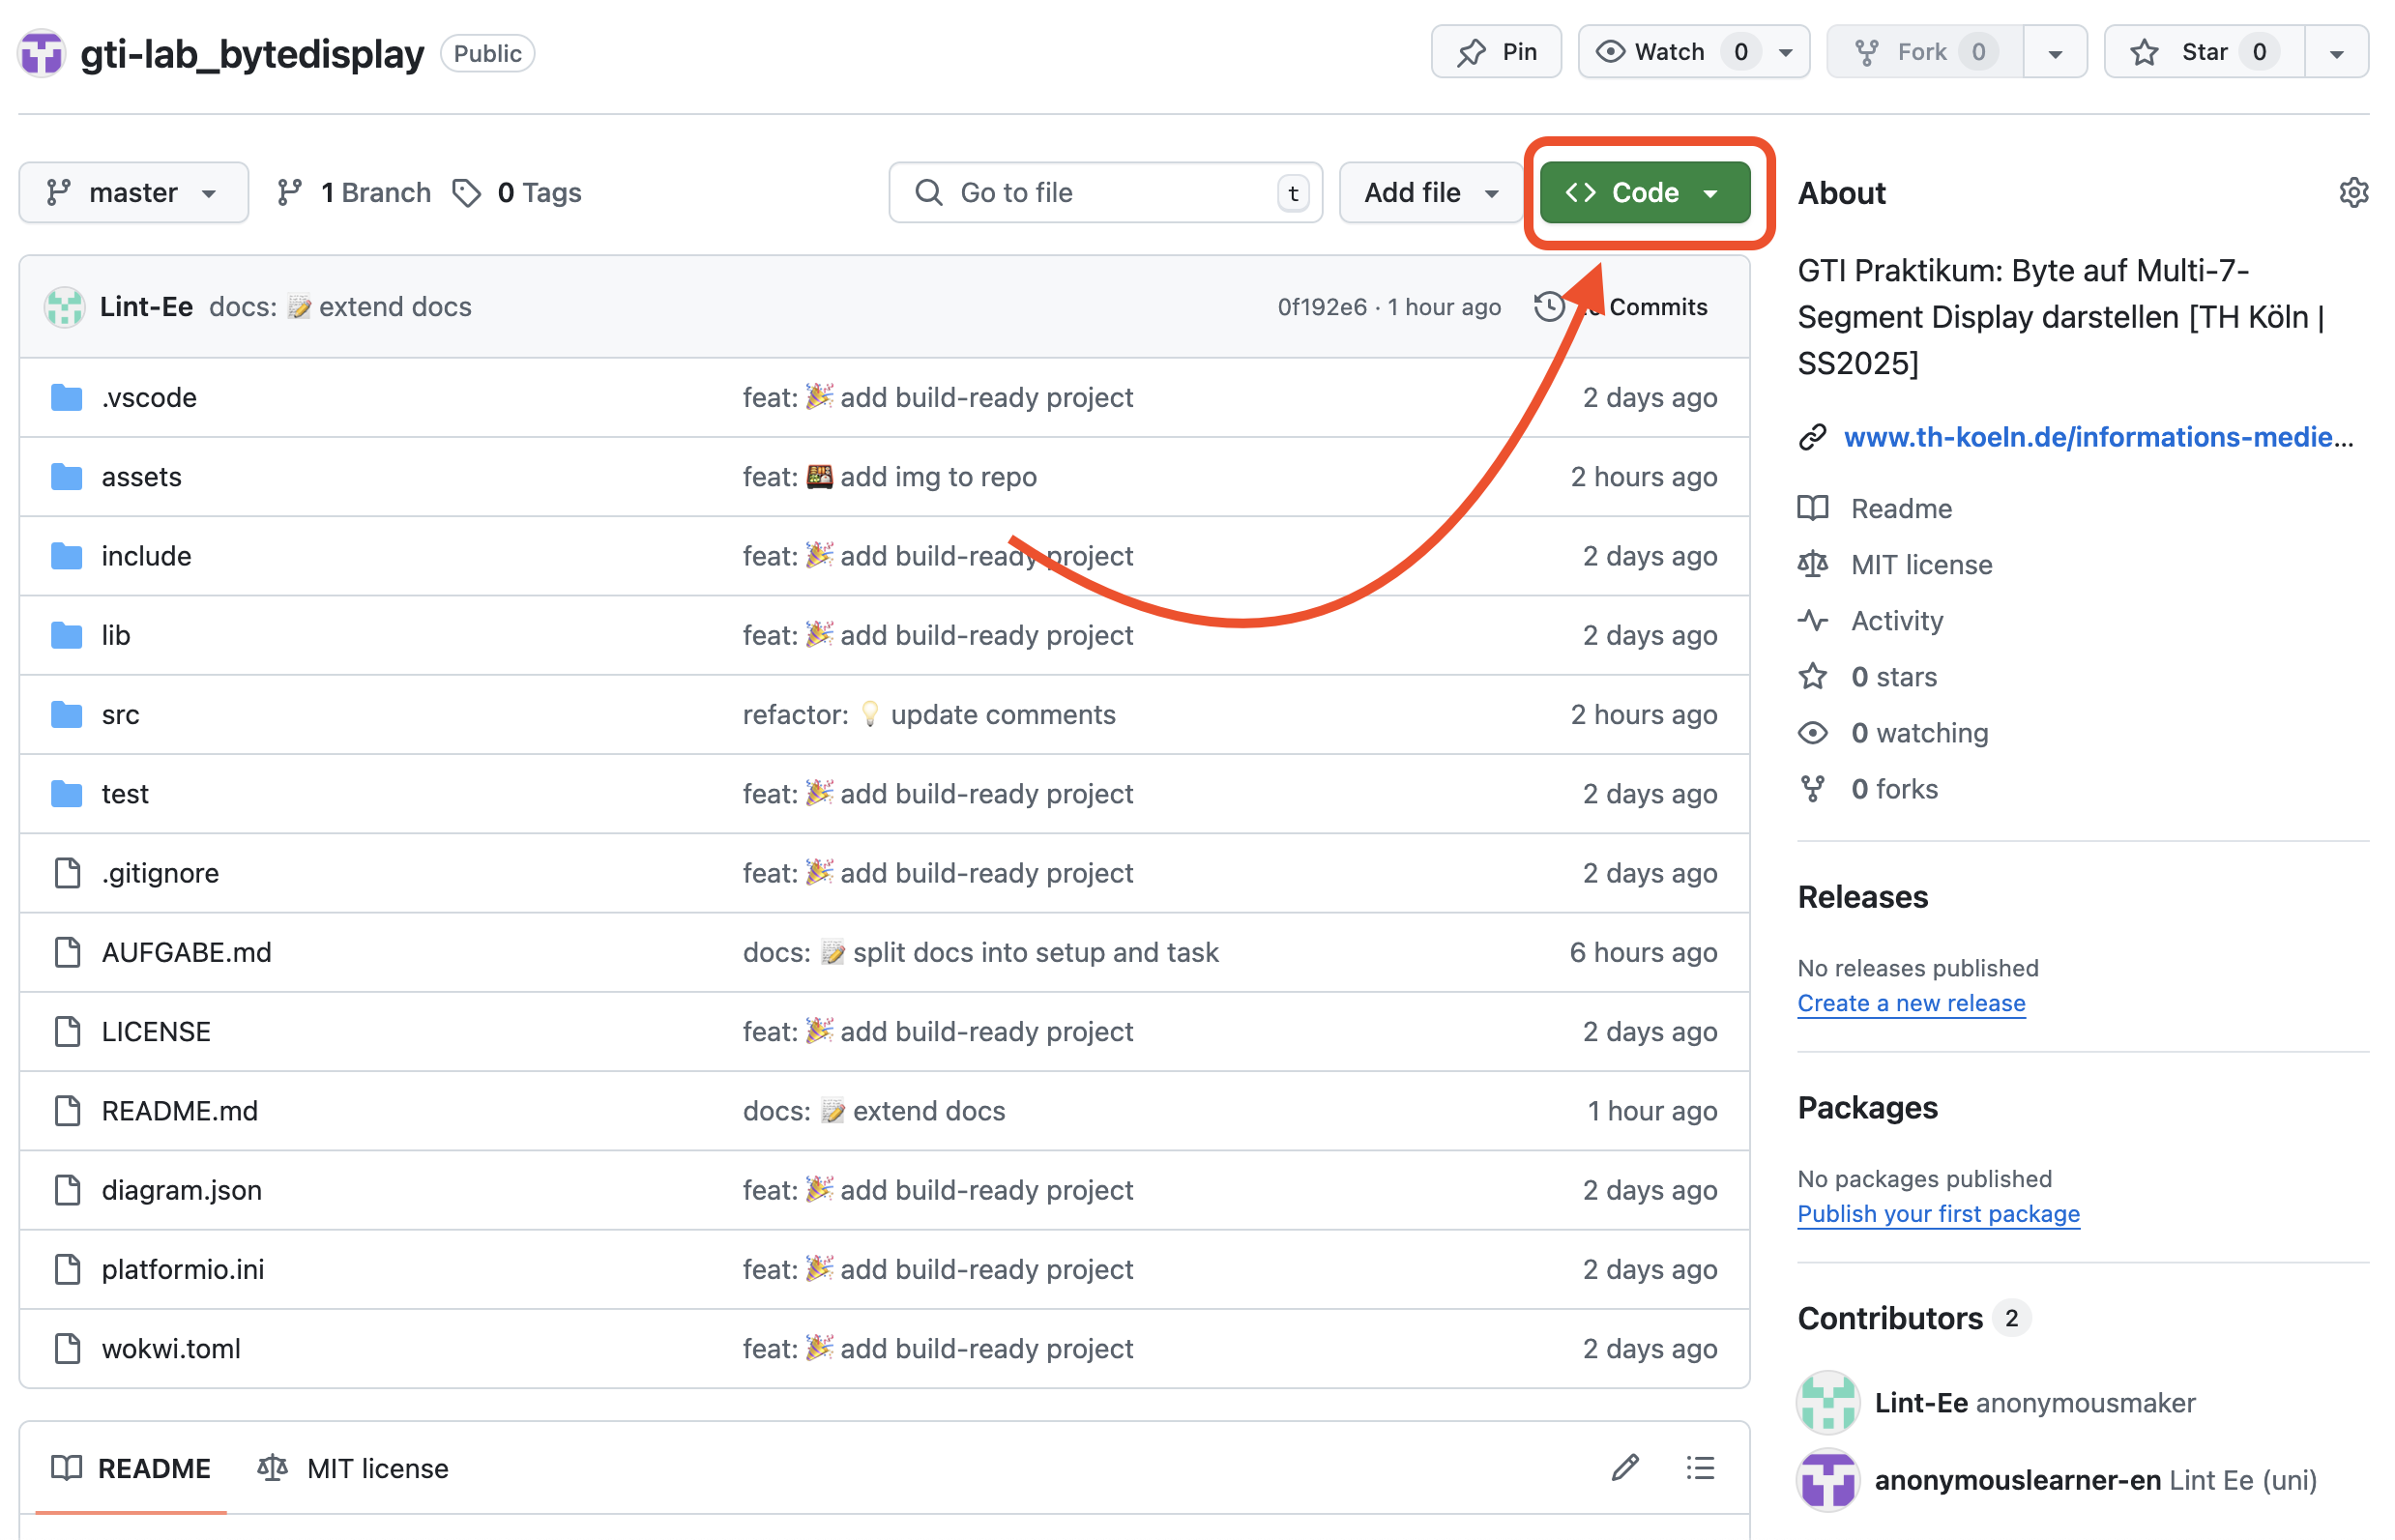 gti-lab_bytedisplay Public
Pin
Watch 0
Fork 0
Star 0
master
1 Branch
0 Tags
Go to file t
Add file
<> Code
Lint-Ee docs: 📝 extend docs
0f192e6 · 1 hour ago
Commits
.vscode feat: 🎉 add build-ready project 2 days ago
assets feat: 🍱 add img to repo 2 hours ago
include feat: 🎉 add build-ready project 2 days ago
lib feat: 🎉 add build-ready project 2 days ago
src refactor: 💡 update comments 2 hours ago
test feat: 🎉 add build-ready project 2 days ago
.gitignore feat: 🎉 add build-ready project 2 days ago
AUFGABE.md docs: 📝 split docs into setup and task 6 hours ago
LICENSE feat: 🎉 add build-ready project 2 days ago
README.md docs: 📝 extend docs 1 hour ago
diagram.json feat: 🎉 add build-ready project 2 days ago
platformio.ini feat: 🎉 add build-ready project 2 days ago
wokwi.toml feat: 🎉 add build-ready project 2 days ago
README
MIT license
About
GTI Praktikum: Byte auf Multi-7-
Segment Display darstellen [TH Köln |
SS2025]
www.th-koeln.de/informations-medie...
Readme
MIT license
Activity
0 stars
0 watching
0 forks
Releases
No releases published
Create a new release
Packages
No packages published
Publish your first package
Contributors 2
Lint-Ee anonymousmaker
anonymouslearner-en Lint Ee (uni)